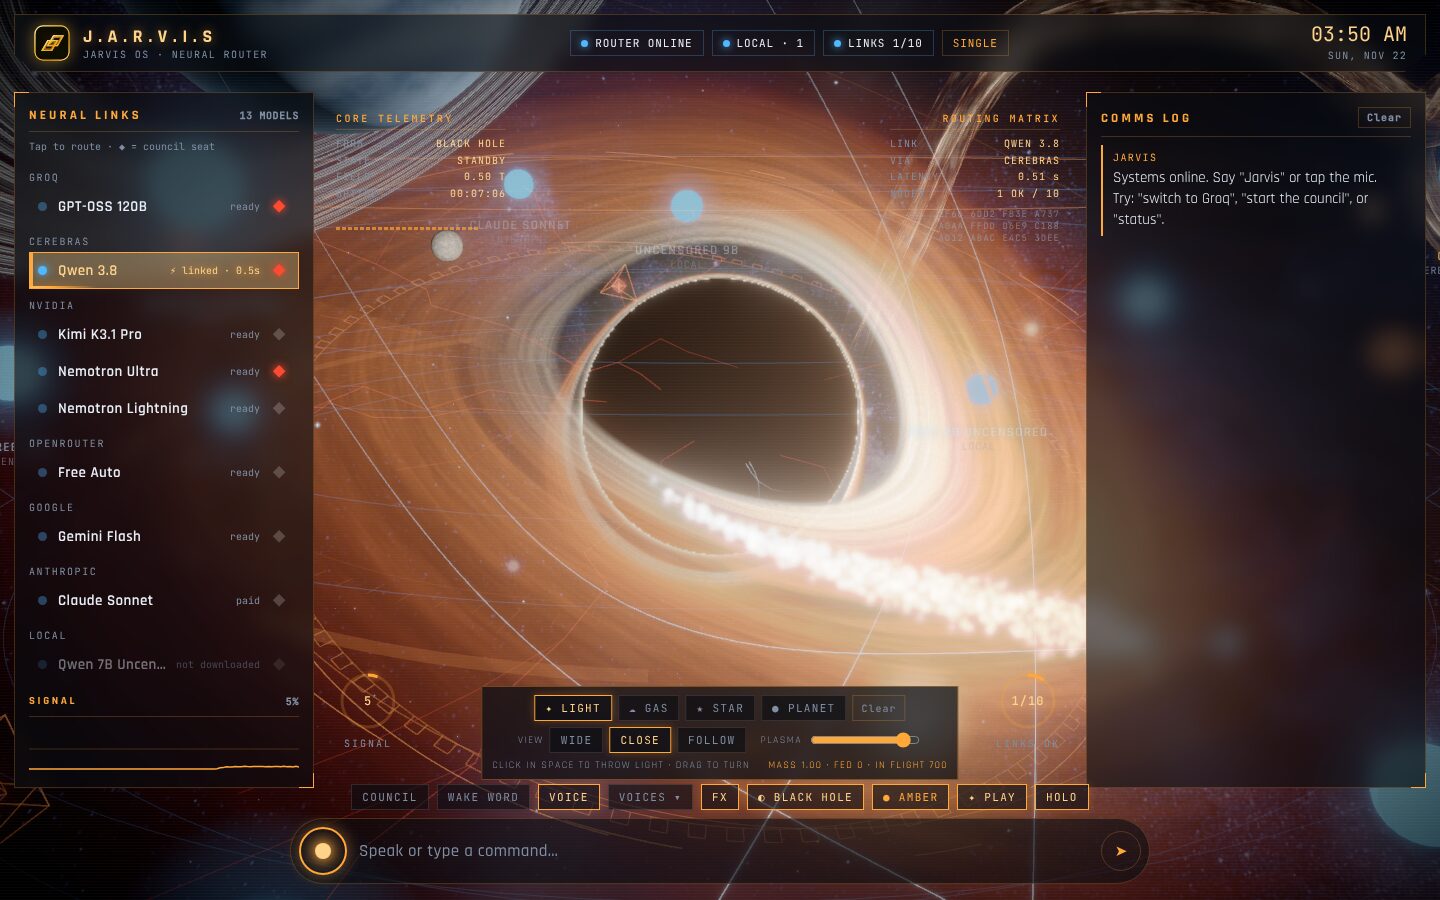 J.A.R.V.I.S
JARVIS OS · NEURAL ROUTER
ROUTER ONLINE
LOCAL · 1
LINKS 1/10
SINGLE
03:50 AM
SUN, NOV 22
NEURAL LINKS
13 MODELS
Tap to route · ◆ = council seat
GROQ
GPT-OSS 120B ready
CEREBRAS
Qwen 3.8 ⚡ linked · 0.5s
NVIDIA
Kimi K3.1 Pro ready
Nemotron Ultra ready
Nemotron Lightning ready
OPENROUTER
Free Auto ready
GOOGLE
Gemini Flash ready
ANTHROPIC
Claude Sonnet paid
LOCAL
Qwen 7B Uncen… not downloaded
SIGNAL 5%
CORE TELEMETRY
BLACK HOLE
STANDBY
0.50 T
00:07:06
CLAUDE SONNET
UNCENSORED 9B
LOCAL
ROUTING MATRIX
LINK QWEN 3.8
VIA CEREBRAS
LATENCY 0.51 s
NODES 1 OK / 10
UNCENSORED
LOCAL
5
SIGNAL
1/10
LINKS OK
✦ LIGHT
☁ GAS
★ STAR
● PLANET
Clear
VIEW
WIDE
CLOSE
FOLLOW
PLASMA
CLICK IN SPACE TO THROW LIGHT · DRAG TO TURN
MASS 1.00 · FED 0 · IN FLIGHT 700
COUNCIL
WAKE WORD
VOICE
VOICES ▾
FX
◐ BLACK HOLE
● AMBER
✦ PLAY
HOLO
Speak or type a command...
➤
COMMS LOG
Clear
JARVIS
Systems online. Say "Jarvis" or tap the mic.
Try: "switch to Groq", "start the council", or
"status".